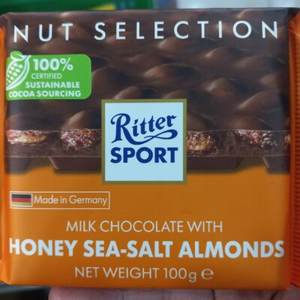 NUT SELECTION
100%
CERTIFIED
SUSTAINABLE
COCOA SOURCING
Ritter
SPORT
Made in Germany
MILK CHOCOLATE WITH
HONEY SEA-SALT ALMONDS
NET WEIGHT 100g ℮